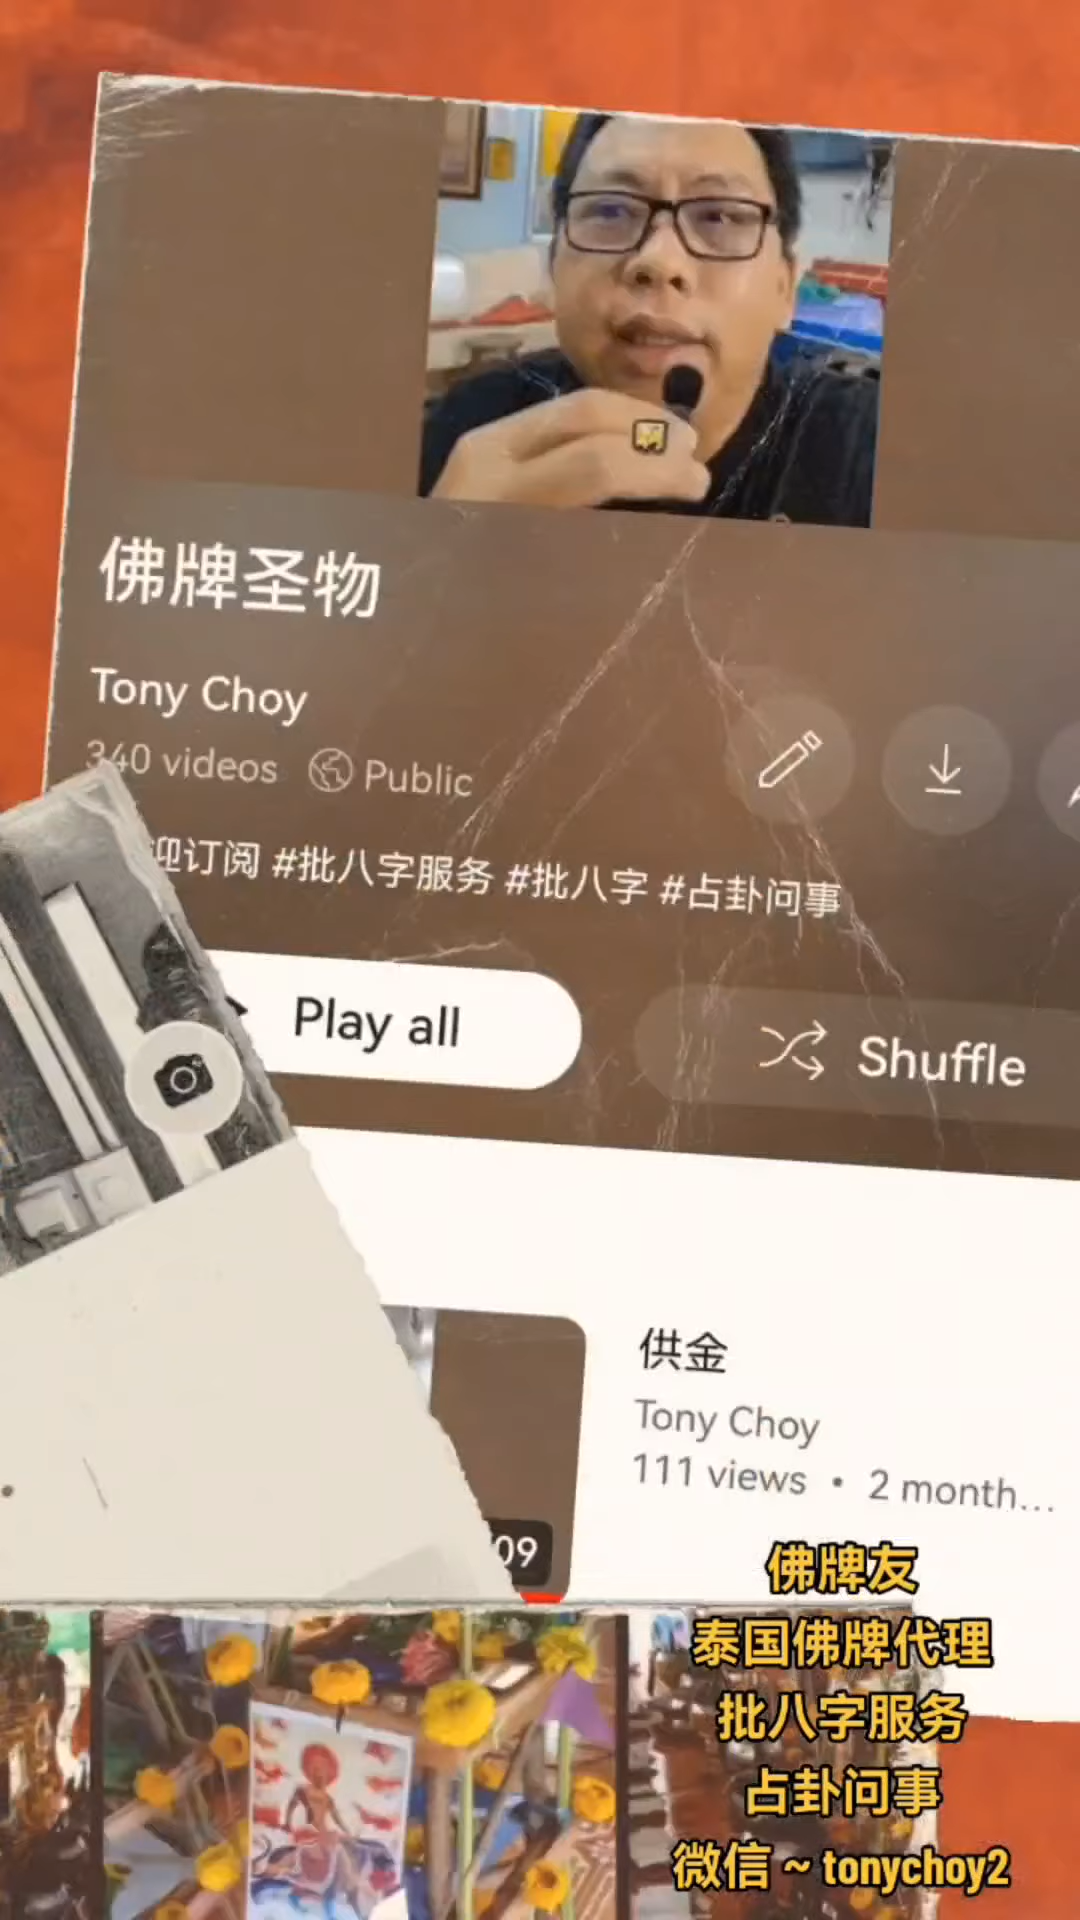 佛牌圣物
Tony Choy
340 videos Public
迎订阅 #批八字服务 #批八字 #占卦问事
Play all
Shuffle
供金
Tony Choy
111 views • 2 month...
09
佛牌友
泰国佛牌代理
批八字服务
占卦问事
微信 ~ tonychoy2